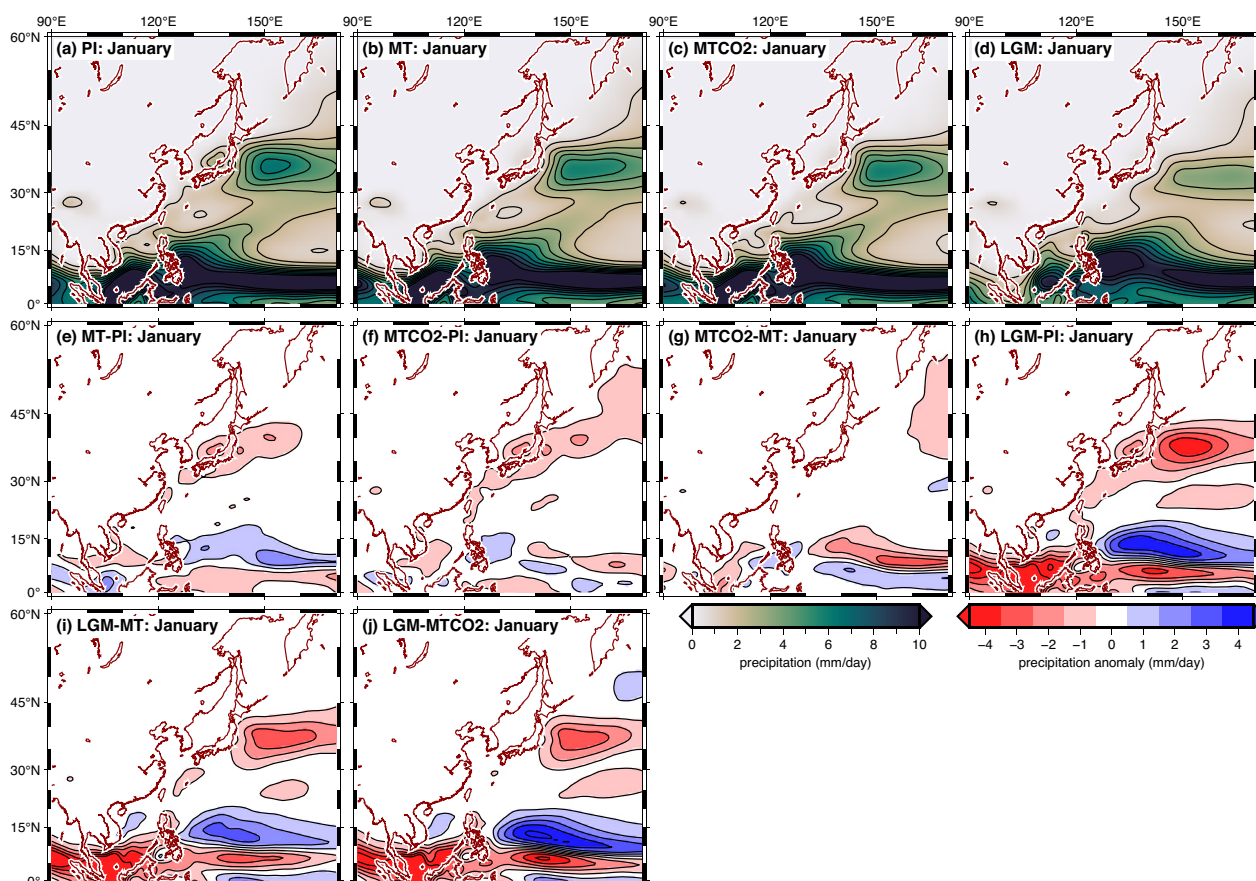 90°E 120°E 150°E 90°E 120°E 150°E 90°E 120°E 150°E 90°E 120°E 150°E
60°N
(a) PI: January (b) MT: January (c) MTCO2: January (d) LGM: January
45°N
30°N
15°N
0°
60°N
(e) MT-PI: January (f) MTCO2-PI: January (g) MTCO2-MT: January (h) LGM-PI: January
45°N
30°N
15°N
0°
60°N
(i) LGM-MT: January (j) LGM-MTCO2: January
0 2 4 6 8 10 −4 −3 −2 −1 0 1 2 3 4
precipitation (mm/day) precipitation anomaly (mm/day)
45°N
30°N
15°N
0°